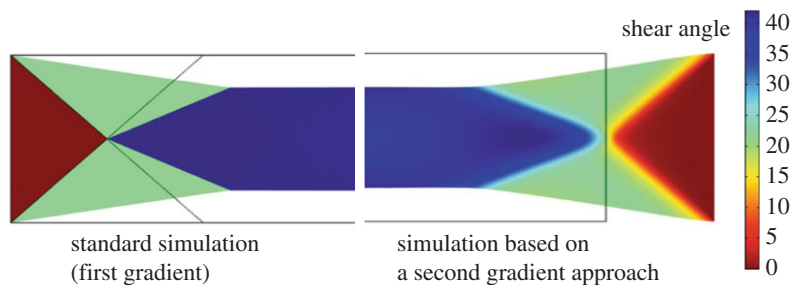 shear angle
40
35
30
25
20
15
10
5
0
standard simulation
(first gradient)
simulation based on
a second gradient approach